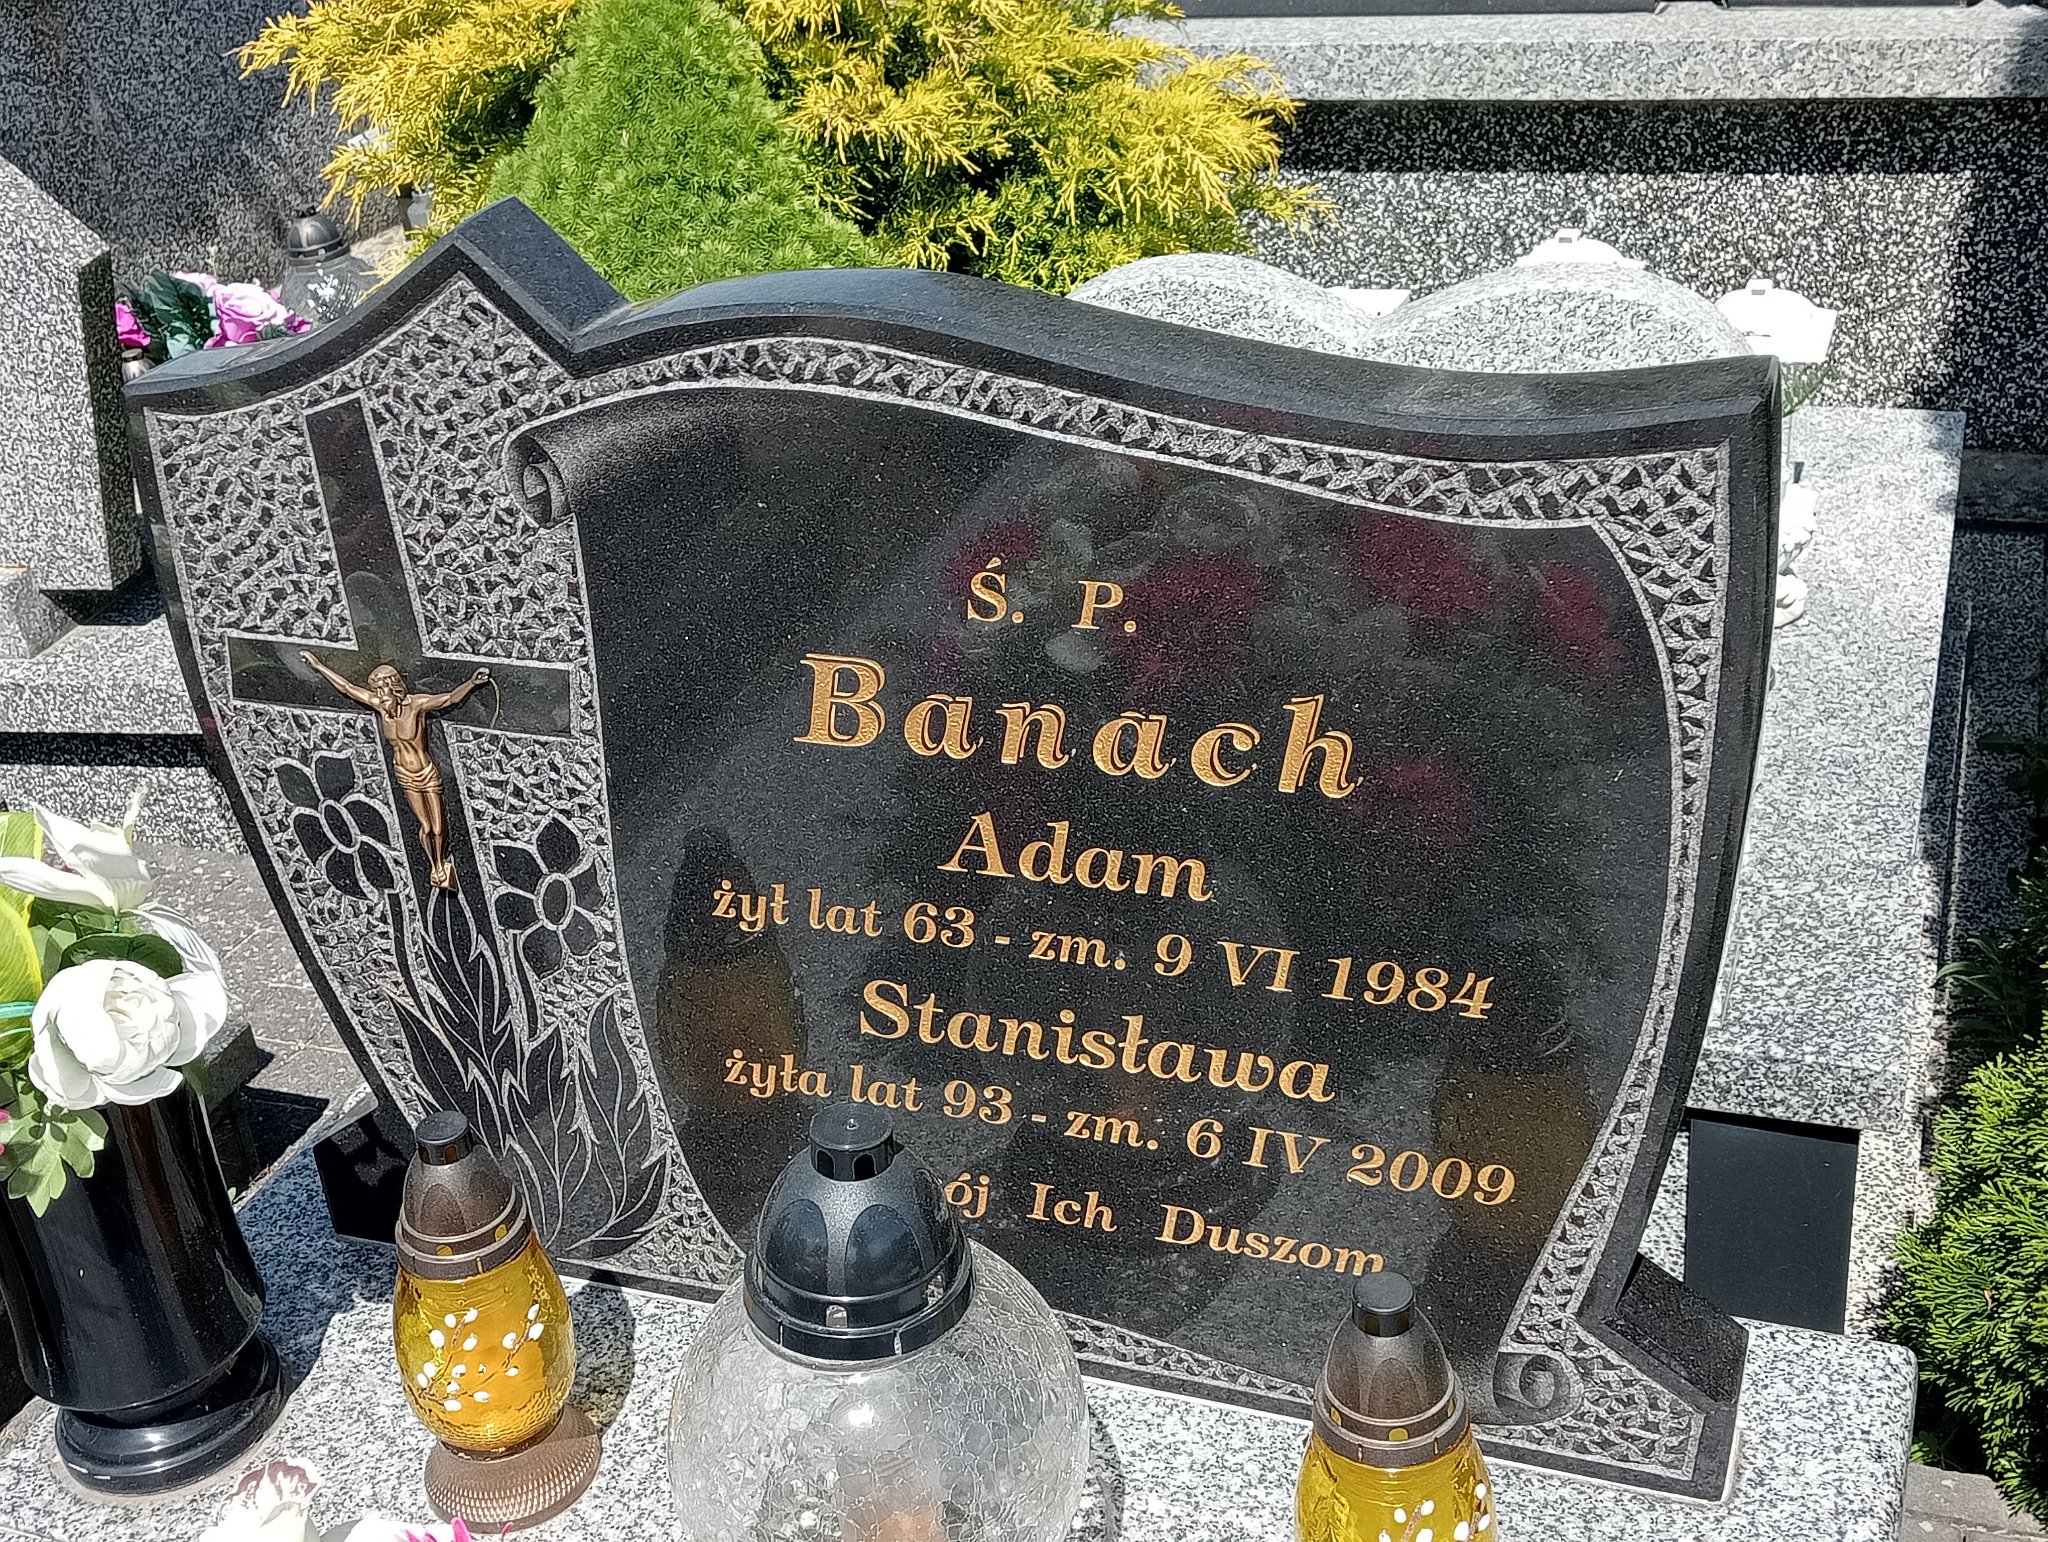 Ś. P.
Banach
Adam
żył lat 63 - zm. 9 VI 1984
Stanisława
żyła lat 93 - zm. 6 IV 2009
Ich Duszom